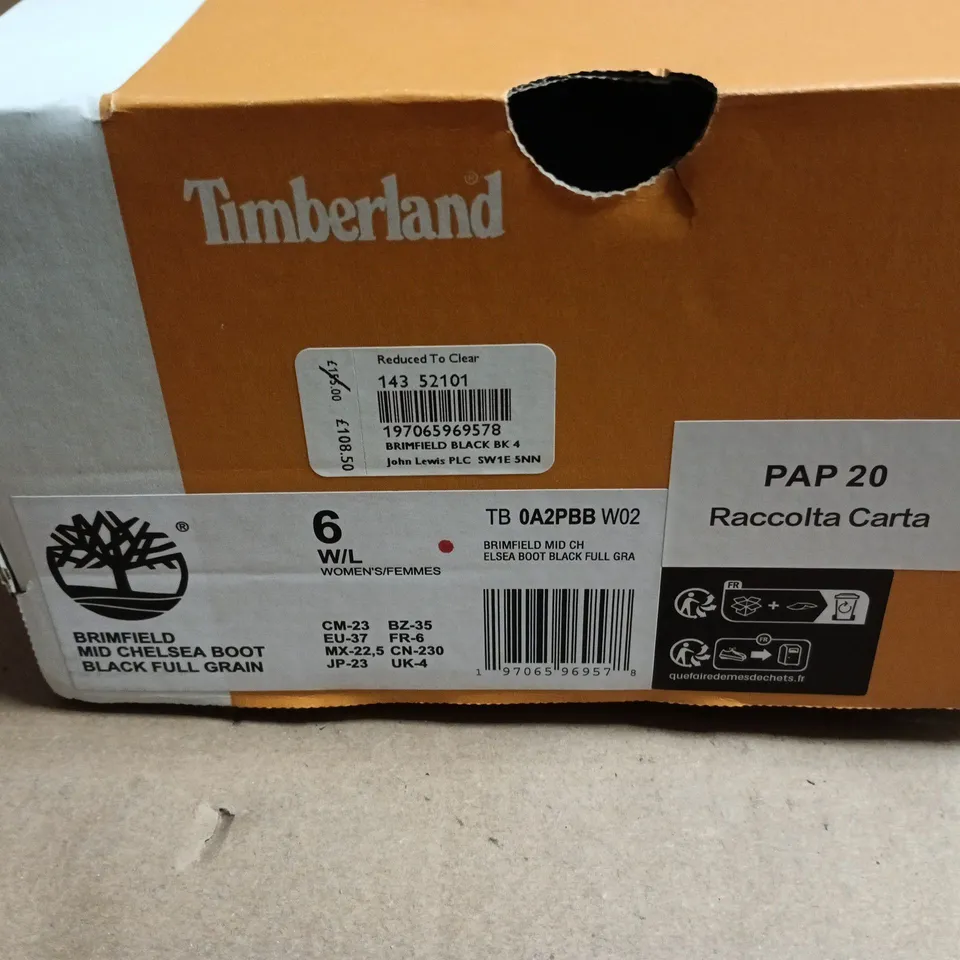 Timberland®
Reduced To Clear
£155.00
£108.50
143 52101
197065969578
BRIMFIELD BLACK BK 4
John Lewis PLC SW1E 5NN
PAP 20
Raccolta Carta
®
BRIMFIELD
MID CHELSEA BOOT
BLACK FULL GRAIN
6
W/L
WOMEN'S/FEMMES
CM-23 BZ-35
EU-37 FR-6
MX-22,5 CN-230
JP-23 UK-4
TB 0A2PBB W02
BRIMFIELD MID CH
ELSEA BOOT BLACK FULL GRA
1 97065 96957 8
FR
FR
quefairedemesdechets.fr